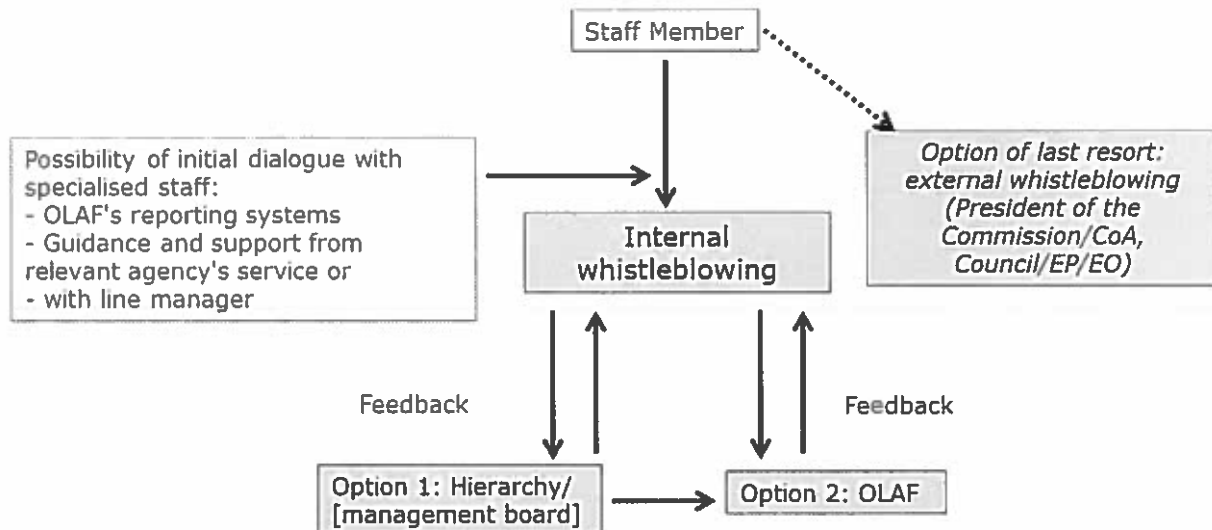 Staff Member
Possibility of initial dialogue with
specialised staff:
- OLAF's reporting systems
- Guidance and support from
relevant agency's service or
- with line manager
Option of last resort:
external whistleblowing
(President of the
Commission/CoA,
Council/EP/EO)
Internal
whistleblowing
Feedback
Feedback
Option 1: Hierarchy/
[management board]
Option 2: OLAF